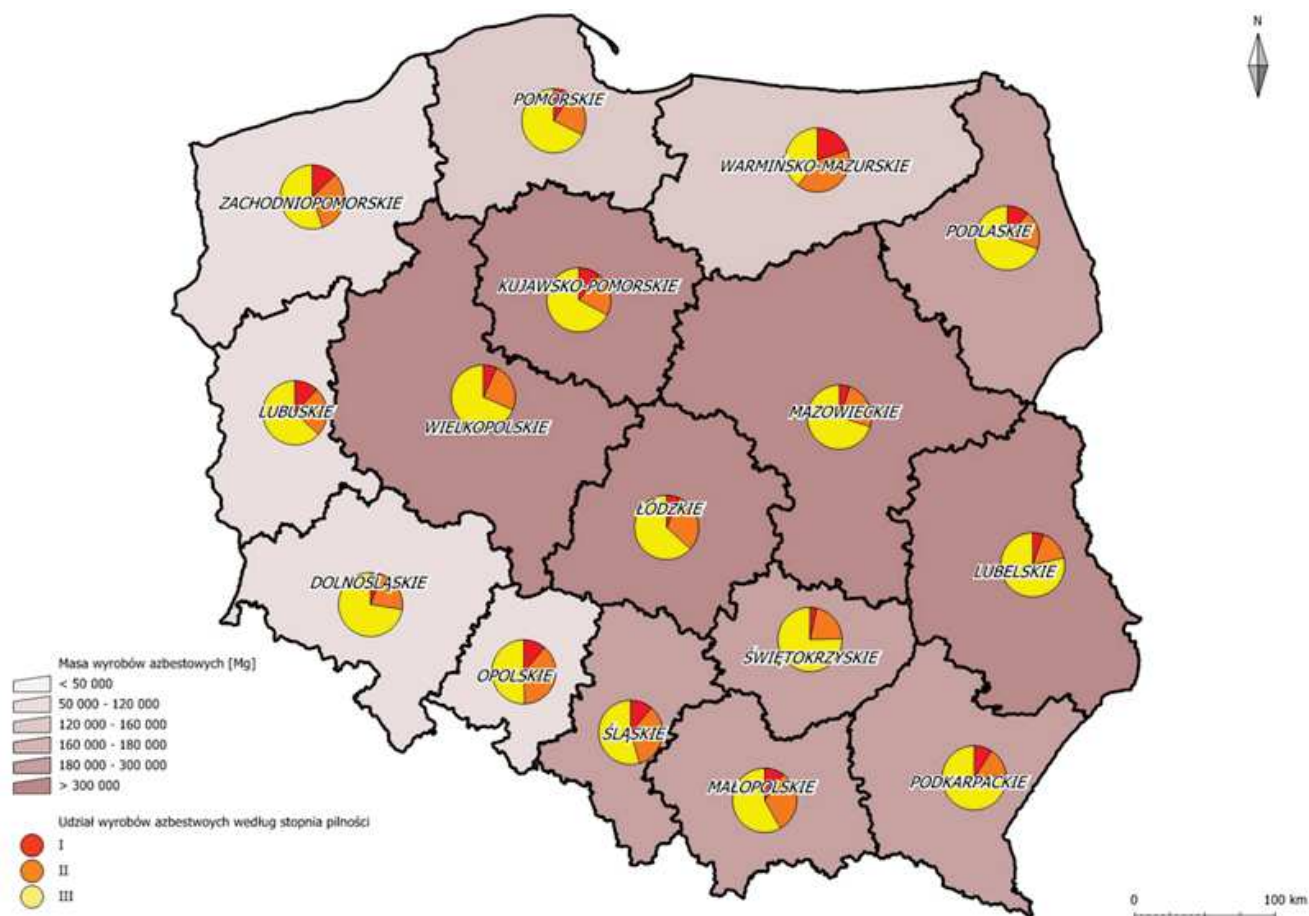 N
POMORSKIE
WARMIŃSKO-MAZURSKIE
ZACHODNIOPOMORSKIE
PODLASKIE
KUJAWSKO-POMORSKIE
LUBUSKIE
WIELKOPOLSKIE
MAZOWIECKIE
ŁÓDZKIE
LUBELSKIE
DOLNOŚLĄSKIE
ŚWIĘTOKRZYSKIE
OPOLSKIE
ŚLĄSKIE
MAŁOPOLSKIE
PODKARPACKIE
Masa wyrobów azbestowych [Mg]
< 50 000
50 000 - 120 000
120 000 - 160 000
160 000 - 180 000
180 000 - 300 000
> 300 000
Udział wyrobów azbestwoych według stopnia pilności
I
II
III
0 100 km